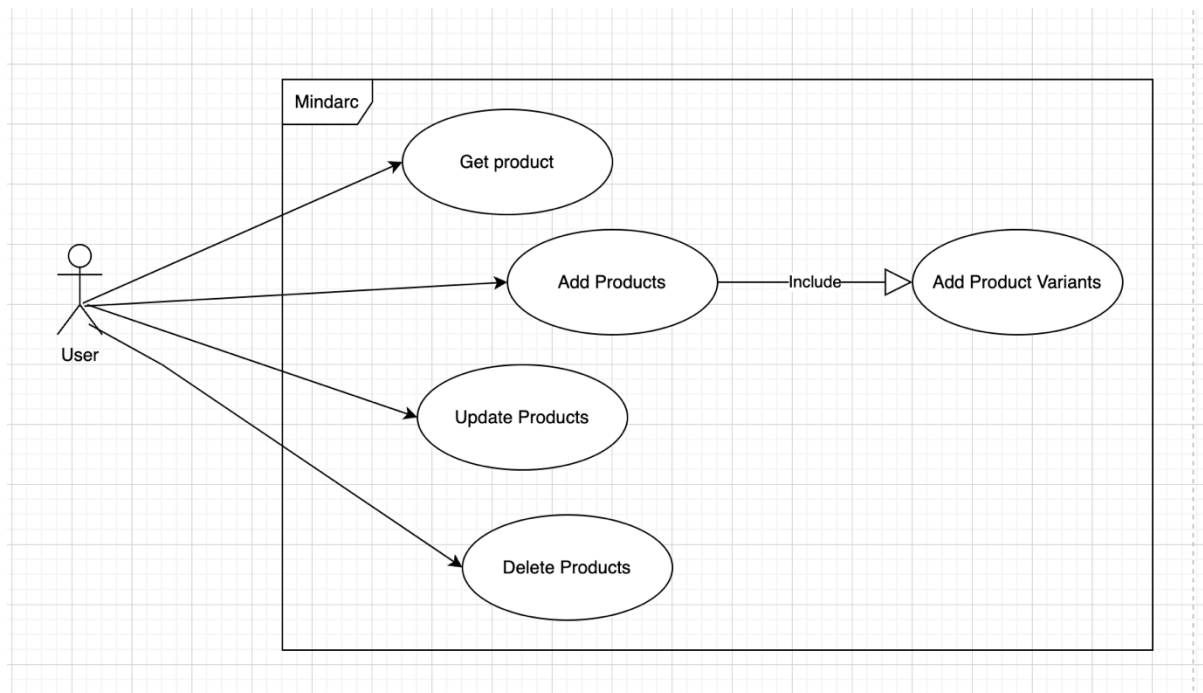 Mindarc
Get product
Add Products
Include
Add Product Variants
User
Update Products
Delete Products